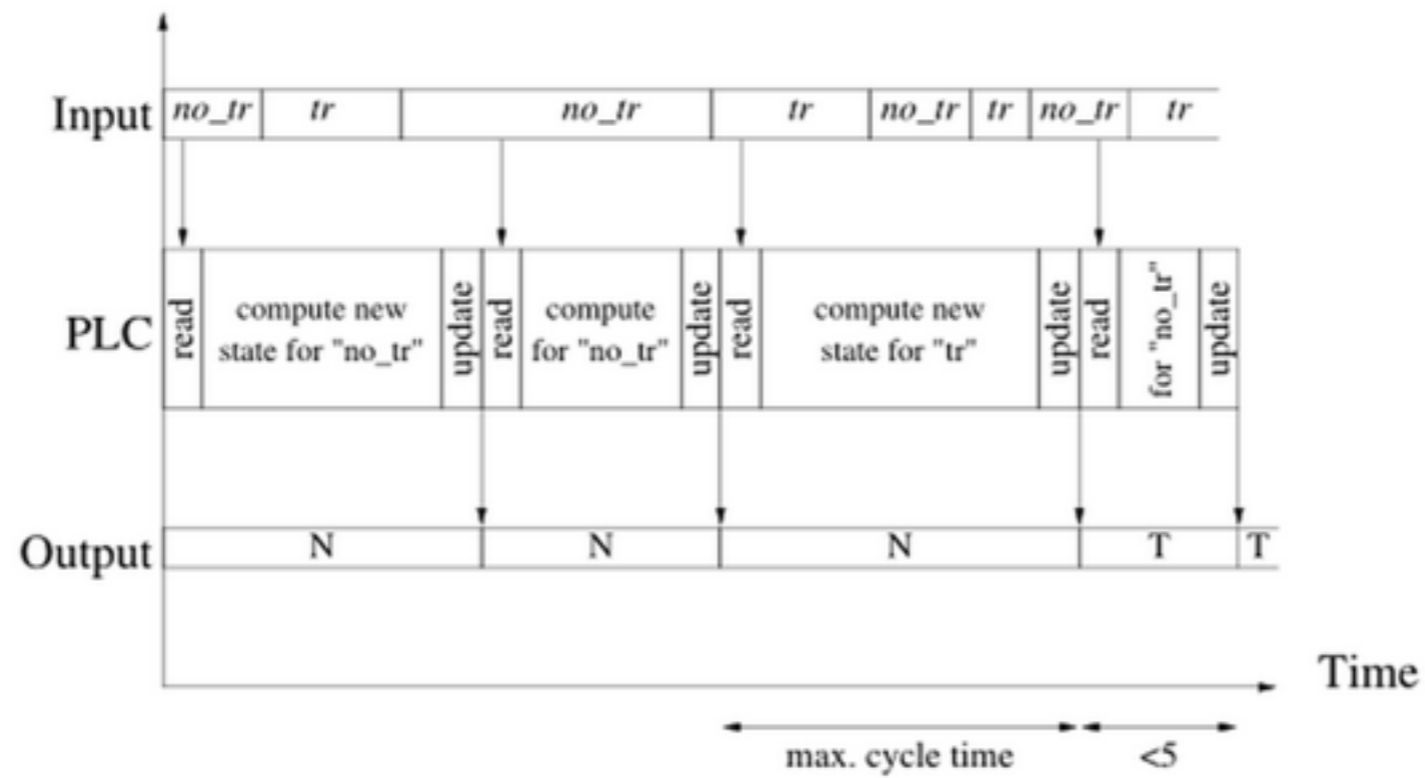 Input no_tr tr no_tr tr no_tr tr no_tr tr
PLC
read
compute new
state for "no_tr"
update
read
compute
for "no_tr"
update
read
compute new
state for "tr"
update
read
for "no_tr"
update
Output N N N T T
Time
max. cycle time <5